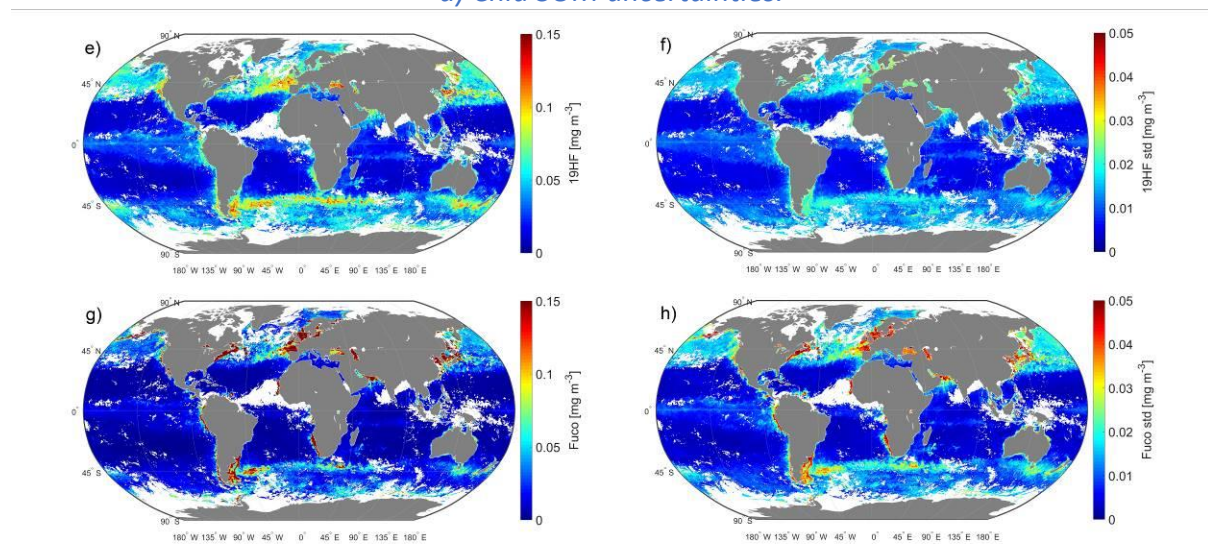 uncertainties.
e)
90° N
45° N
0°
45° S
90° S
180° W 135° W 90° W 45° W 0° 45° E 90° E 135° E 180° E
0.15
0.1
0.05
0
19HF [mg m⁻³]
f)
90° N
45° N
0°
45° S
90° S
180° W 135° W 90° W 45° W 0° 45° E 90° E 135° E 180° E
0.05
0.04
0.03
0.02
0.01
0
19HF std [mg m⁻³]
g)
90° N
45° N
0°
45° S
90° S
180° W 135° W 90° W 45° W 0° 45° E 90° E 135° E 180° E
0.15
0.1
0.05
0
Fuco [mg m⁻³]
h)
90° N
45° N
0°
45° S
90° S
180° W 135° W 90° W 45° W 0° 45° E 90° E 135° E 180° E
0.05
0.04
0.03
0.02
0.01
0
Fuco std [mg m⁻³]